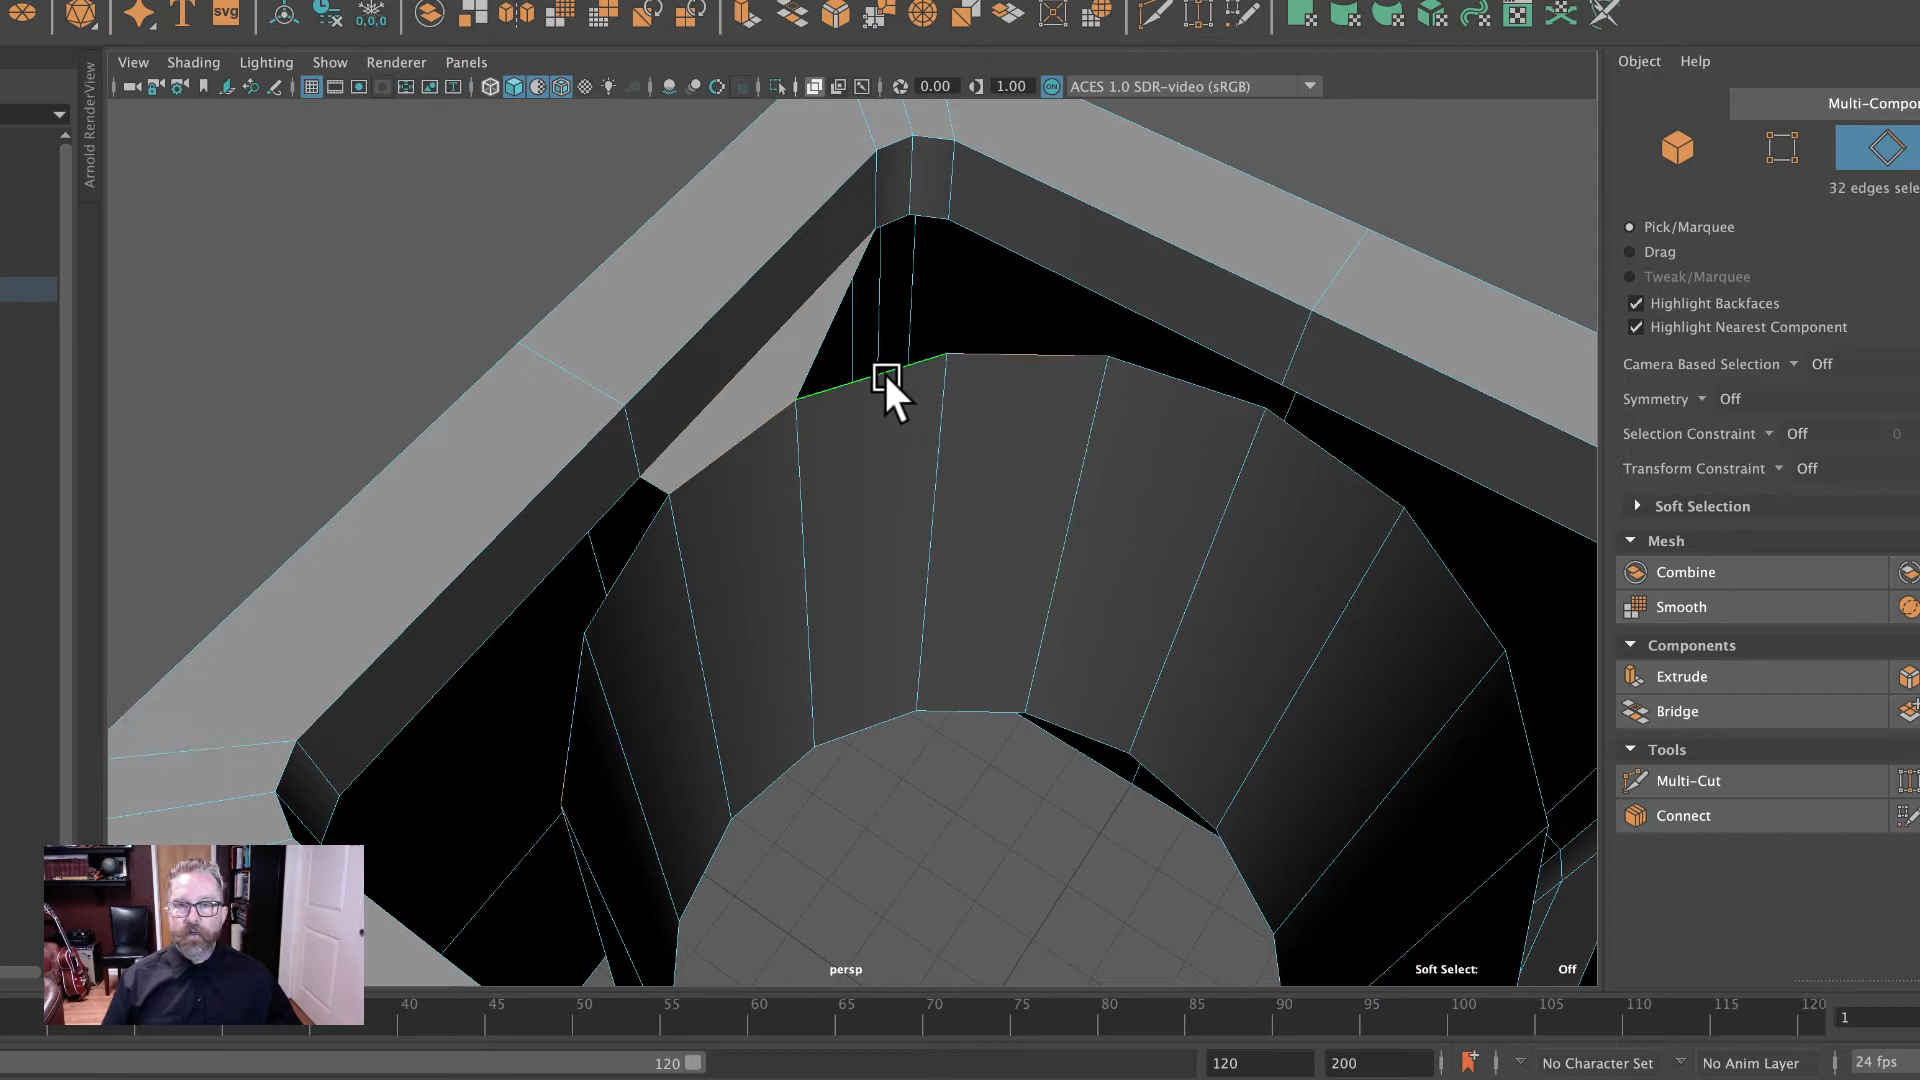 T
svg
0,0,0
View Shading Lighting Show Renderer Panels
Object Help
Arnold RenderView
0.00
1.00
ON
ACES 1.0 SDR-video (sRGB)
Multi-Compo
32 edges sele
Pick/Marquee
Drag
Tweak/Marquee
Highlight Backfaces
Highlight Nearest Component
Camera Based Selection Off
Symmetry Off
Selection Constraint Off 0
Transform Constraint Off
Soft Selection
Mesh
Combine
Smooth
Components
Extrude
Bridge
Tools
Multi-Cut
Connect
persp
Soft Select: Off
40 45 50 55 60 65 70 75 80 85 90 95 100 105 110 115 120
1
120
120
200
No Character Set
No Anim Layer
24 fps